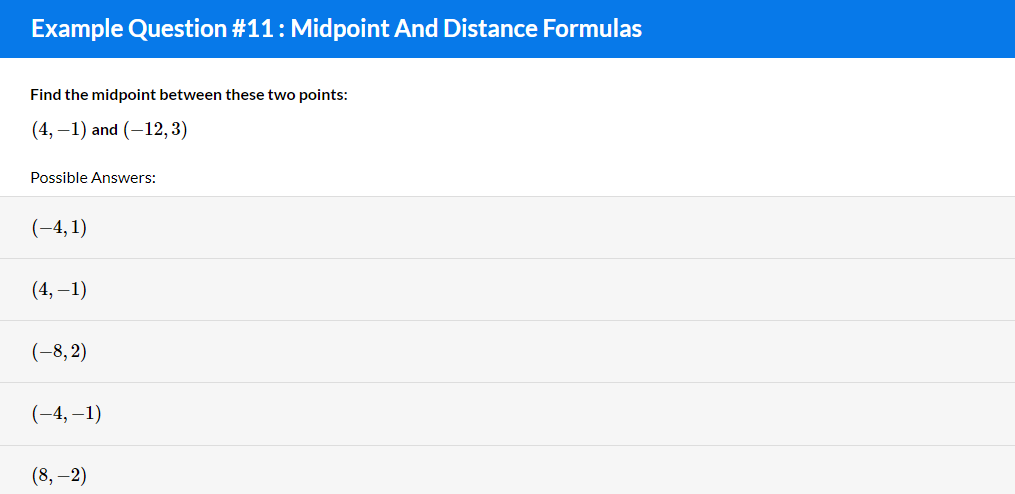 Example Question #11 : Midpoint And Distance Formulas
Find the midpoint between these two points:
(4, −1) and (−12, 3)
Possible Answers:
(−4, 1)
(4, −1)
(−8, 2)
(−4, −1)
(8, −2)